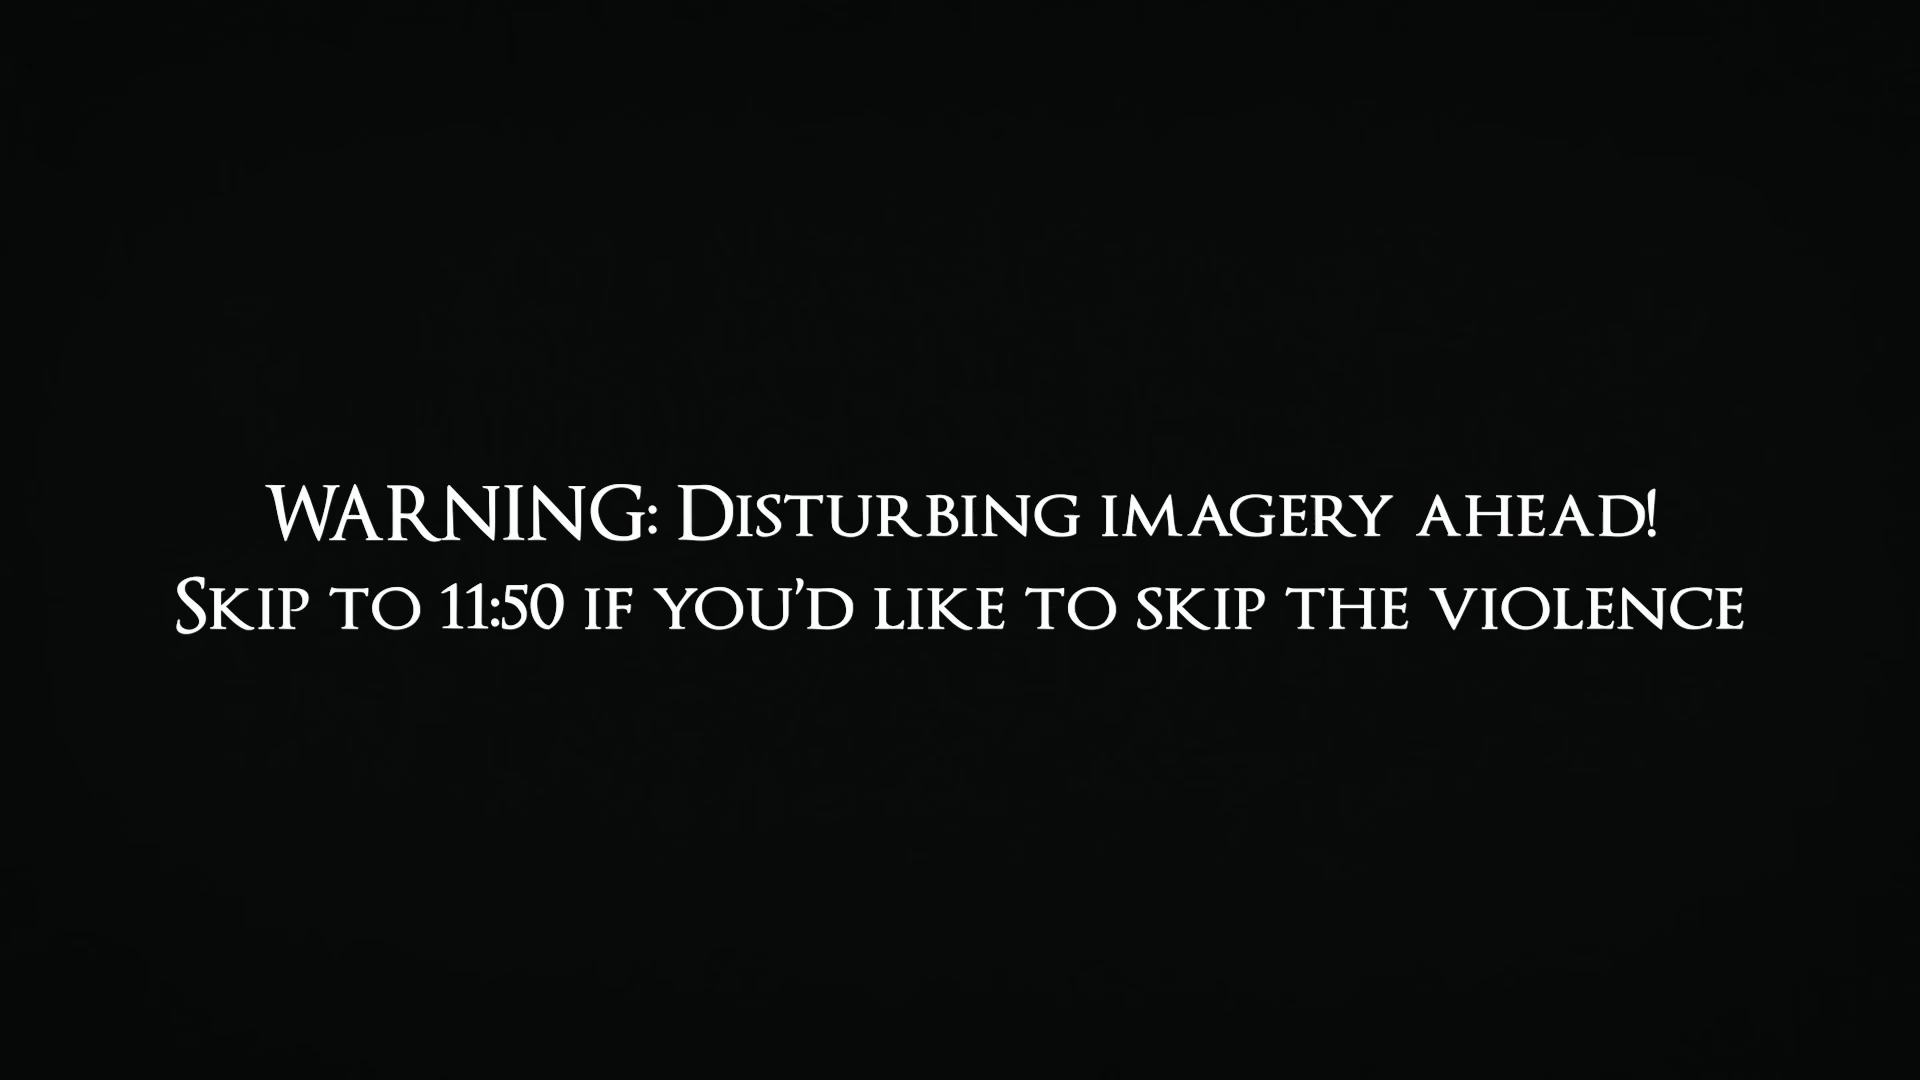 WARNING: Disturbing imagery ahead!
Skip to 11:50 if you'd like to skip the violence